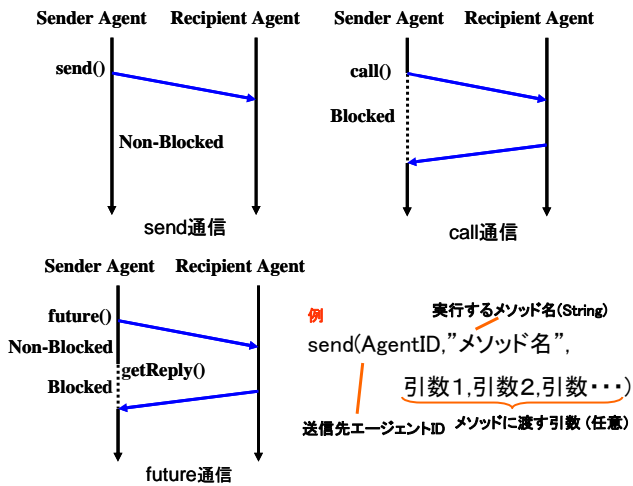 Sender Agent Recipient Agent
send()
Non-Blocked
send通信
Sender Agent Recipient Agent
call()
Blocked
call通信
Sender Agent Recipient Agent
future()
Non-Blocked
getReply()
Blocked
future通信
例
実行するメソッド名(String)
send(AgentID,”メソッド名”,
引数1,引数2,引数・・・)
送信先エージェントID
メソッドに渡す引数 (任意)